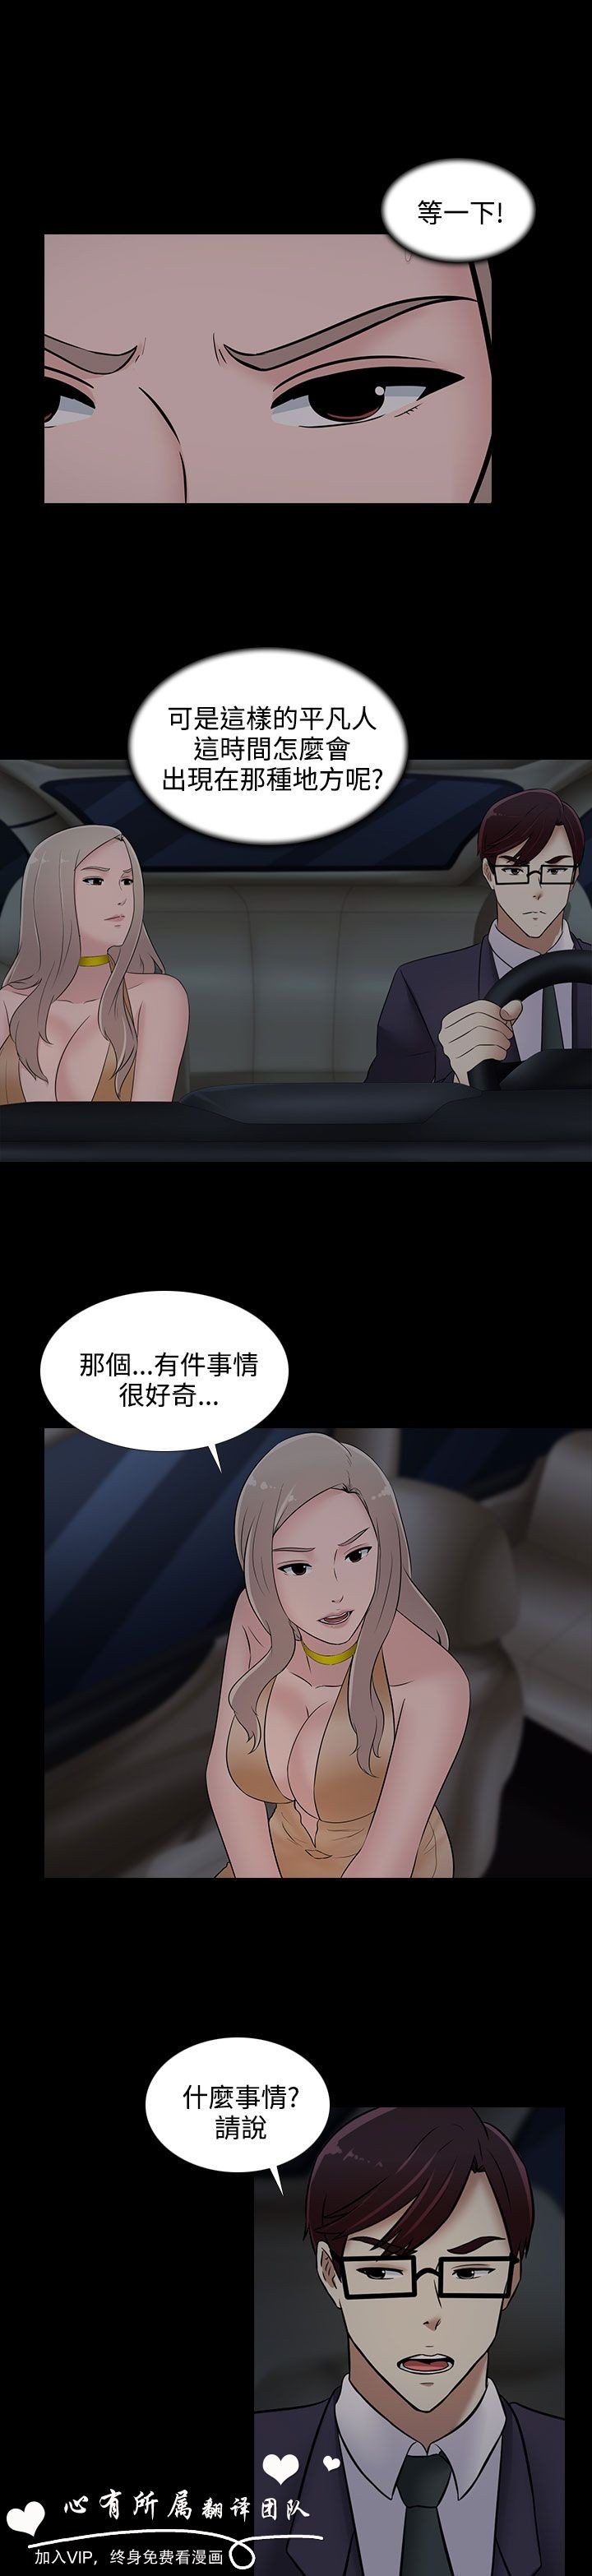 等一下!
可是這樣的平凡人
這時間怎麼會
出現在那種地方呢?
那個...有件事情
很好奇...
什麼事情?
請說
心有所属翻译团队
加入VIP，终身免费看漫画